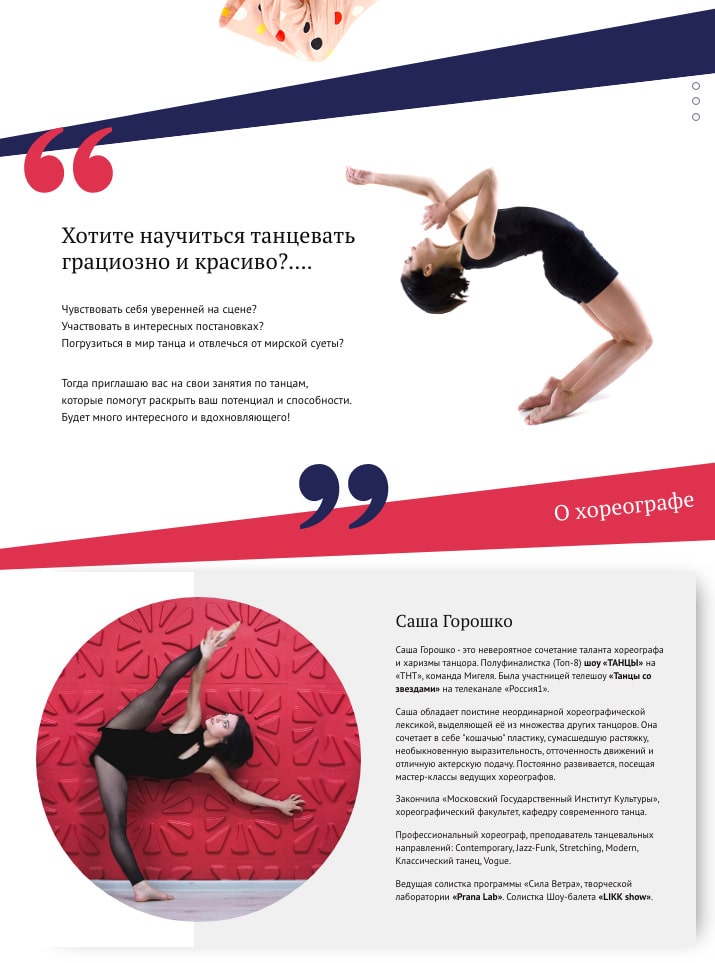 “
Хотите научиться танцевать
грациозно и красиво?....
Чувствовать себя уверенней на сцене?
Участвовать в интересных постановках?
Погрузиться в мир танца и отвлечься от мирской суеты?
Тогда приглашаю вас на свои занятия по танцам,
которые помогут раскрыть ваш потенциал и способности.
Будет много интересного и вдохновляющего!
”
О хореографе
Саша Горошко
Саша Горошко - это невероятное сочетание таланта хореографа
и харизмы танцора. Полуфиналистка (Топ-8) шоу «ТАНЦЫ» на
«ТНТ», команда Мигеля. Была участницей телешоу «Танцы со
звездами» на телеканале «Россия1».
Саша обладает поистине неординарной хореографической
лексикой, выделяющей её из множества других танцоров. Она
сочетает в себе "кошачью" пластику, сумасшедшую растяжку,
необыкновенную выразительность, отточенность движений и
отличную актерскую подачу. Постоянно развивается, посещая
мастер-классы ведущих хореографов.
Закончила «Московский Государственный Институт Культуры»,
хореографический факультет, кафедру современного танца.
Профессиональный хореограф, преподаватель танцевальных
направлений: Contemporary, Jazz-Funk, Stretching, Modern,
Классический танец, Vogue.
Ведущая солистка программы «Сила Ветра», творческой
лаборатории «Prana Lab». Солистка Шоу-балета «LIKK show».